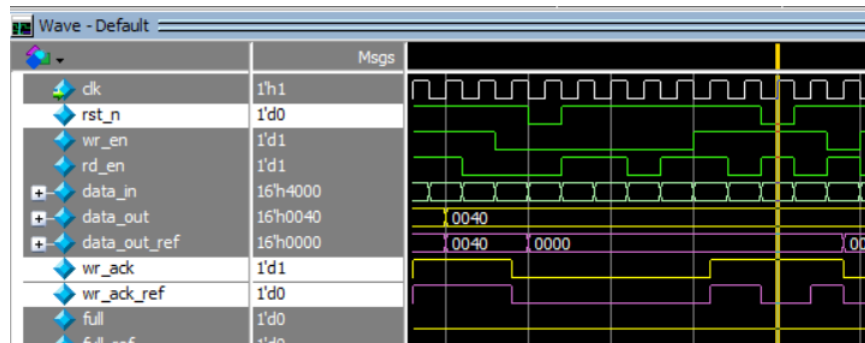 Wave - Default
Msgs
clk 1'h1
rst_n 1'd0
wr_en 1'd1
rd_en 1'd1
data_in 16'h4000
data_out 16'h0040 0040
data_out_ref 16'h0000 0040 0000 00
wr_ack 1'd1
wr_ack_ref 1'd0
full 1'd0